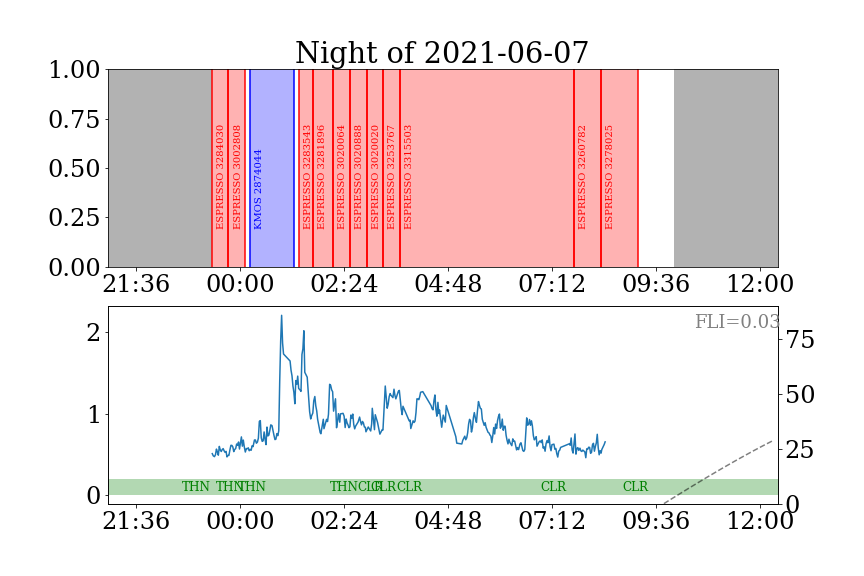 Night of 2021-06-07
1.00
0.75
0.50
0.25
0.00
ESPRESSO 3284030
ESPRESSO 3002808
KMOS 2874044
ESPRESSO 3283543
ESPRESSO 3281896
ESPRESSO 3020064
ESPRESSO 3020888
ESPRESSO 3020020
ESPRESSO 3253767
ESPRESSO 3315503
ESPRESSO 3260782
ESPRESSO 3278025
21:36 00:00 02:24 04:48 07:12 09:36 12:00
FLI=0.03
2
1
0
75
50
25
0
THN THN THN THN CLR CLR CLR CLR CLR
21:36 00:00 02:24 04:48 07:12 09:36 12:00